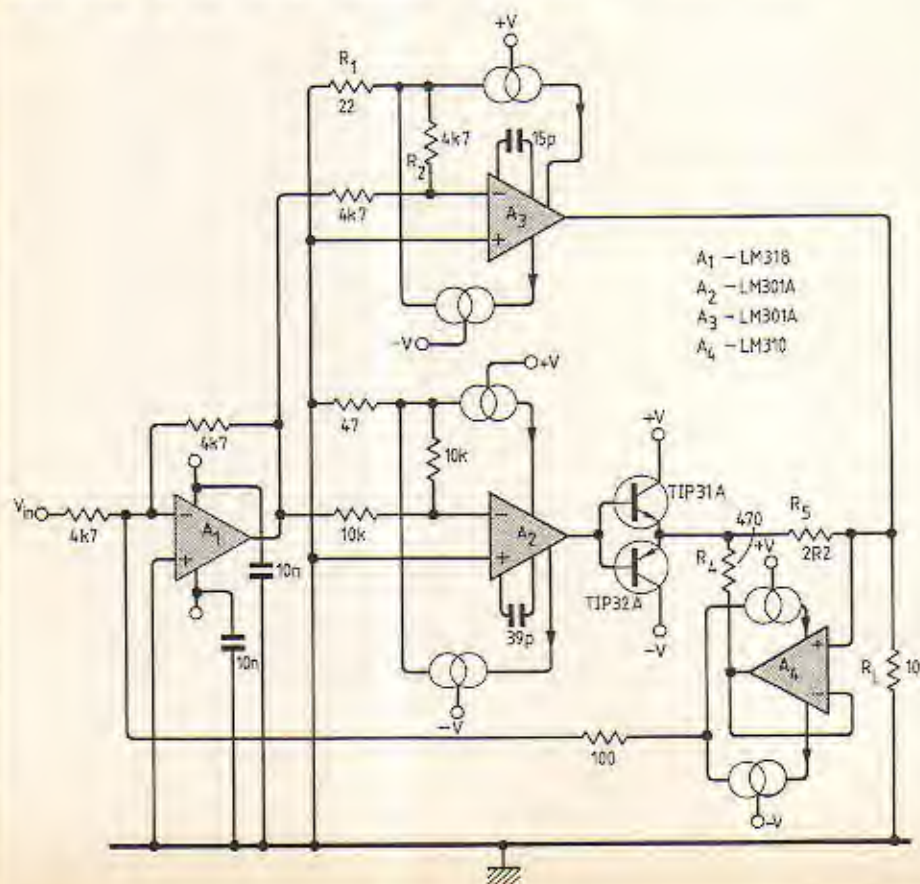 +V
R1
22
4k7
R2
15p
4k7
A3
A1 – LM318
A2 – LM301A
A3 – LM301A
A4 – LM310
-V
+V
47
4k7
10k
+V
TIP31A
Vin
4k7
A1
10k
A2
470
R5
2R2
+V
R4
10n
TIP32A
39p
-V
A4
RL
10
10n
-V
100
-V